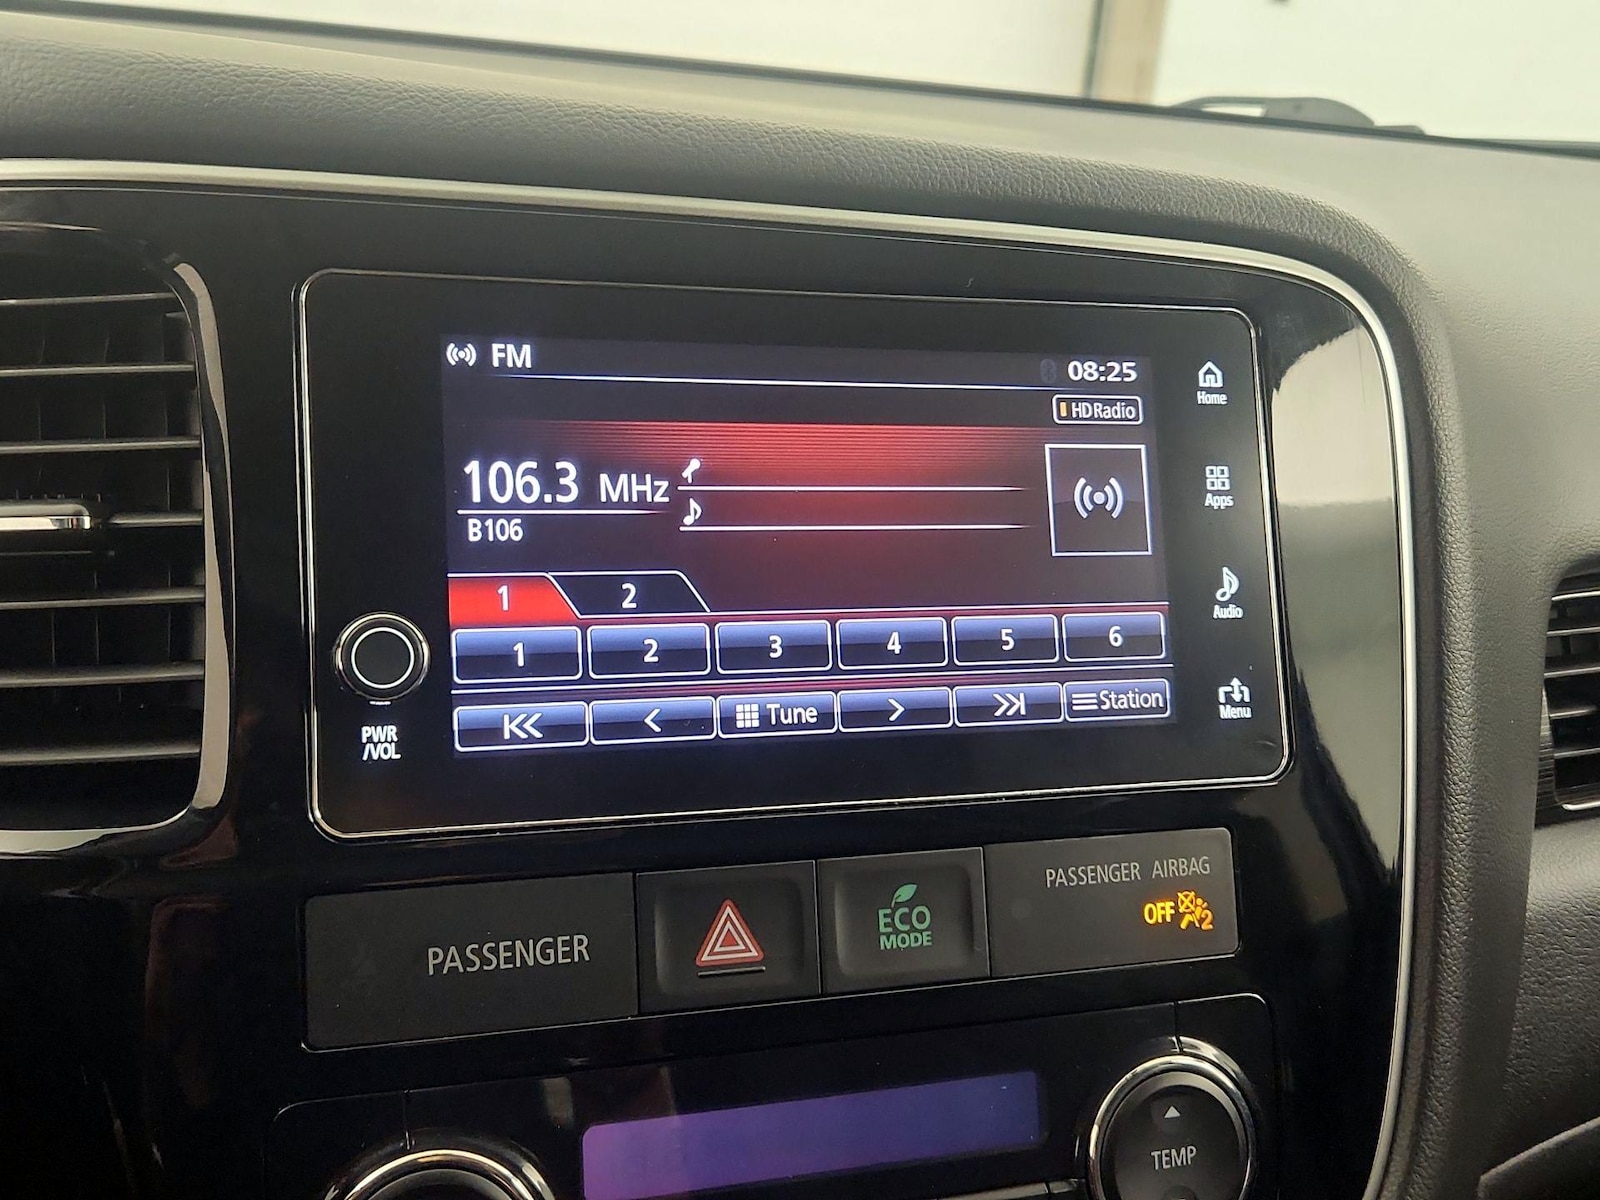 FM
08:25
HD Radio
106.3 MHz
B106
1 2
1 2 3 4 5 6
Tune
Station
Home
Apps
Audio
Menu
PWR
/VOL
PASSENGER
ECO
MODE
PASSENGER AIRBAG
OFF 2
TEMP